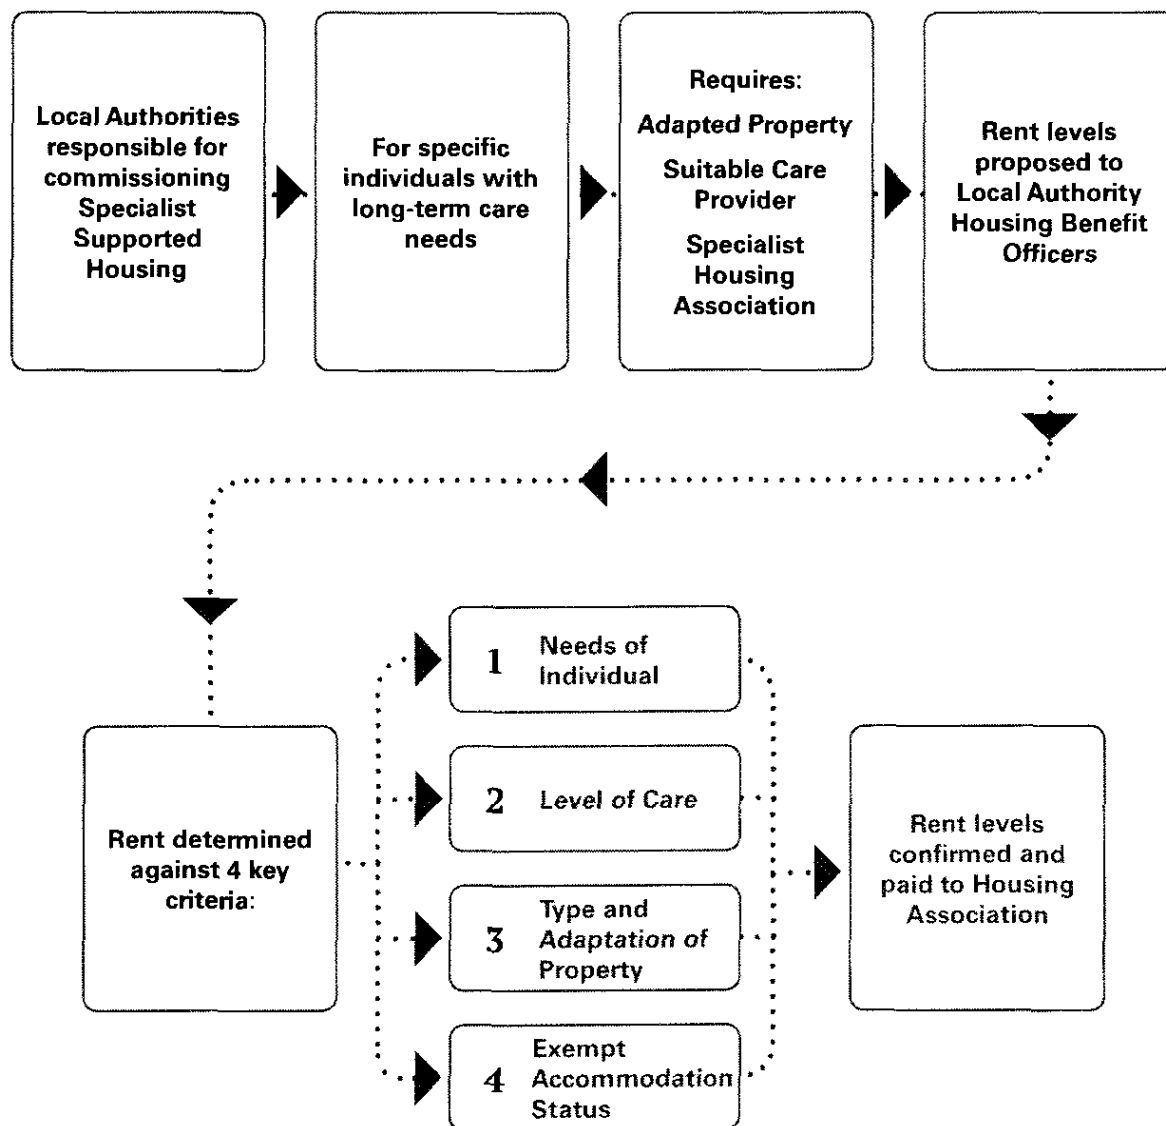 Local Authorities
responsible for
commissioning
Specialist
Supported
Housing
For specific
individuals with
long-term care
needs
Requires:
Adapted Property
Suitable Care
Provider
Specialist
Housing
Association
Rent levels
proposed to
Local Authority
Housing Benefit
Officers
Rent determined
against 4 key
criteria:
1 Needs of
Individual
2 Level of Care
3 Type and
Adaptation of
Property
4 Exempt
Accommodation
Status
Rent levels
confirmed and
paid to Housing
Association